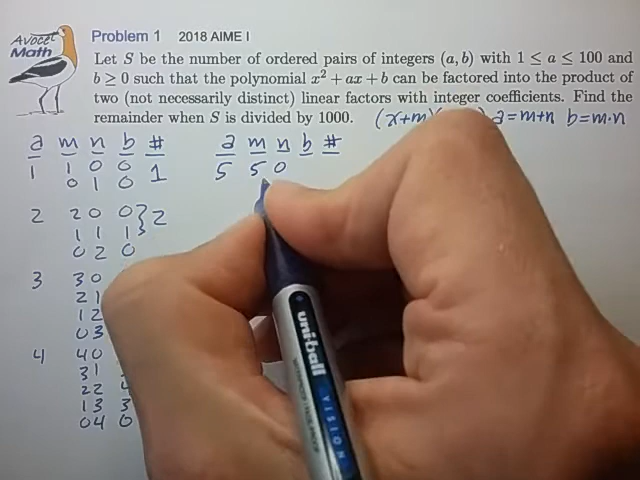 Avocet
Math
Problem 1 2018 AIME I
Let S be the number of ordered pairs of integers (a, b) with 1 ≤ a ≤ 100 and
b ≥ 0 such that the polynomial x² + ax + b can be factored into the product of
two (not necessarily distinct) linear factors with integer coefficients. Find the
remainder when S is divided by 1000. (x+m)( a=m+n b=m·n
a m n b # a m n b #
1 1 0 0 1 5 5 0
0 1 0
2 2 0 0 } 2
1 1 1
0 2 0
3 3 0
2 1
1 2
0 3
4 4 0
3 1
2 2
1 3 3
0 4 0
uni-ball
VISION